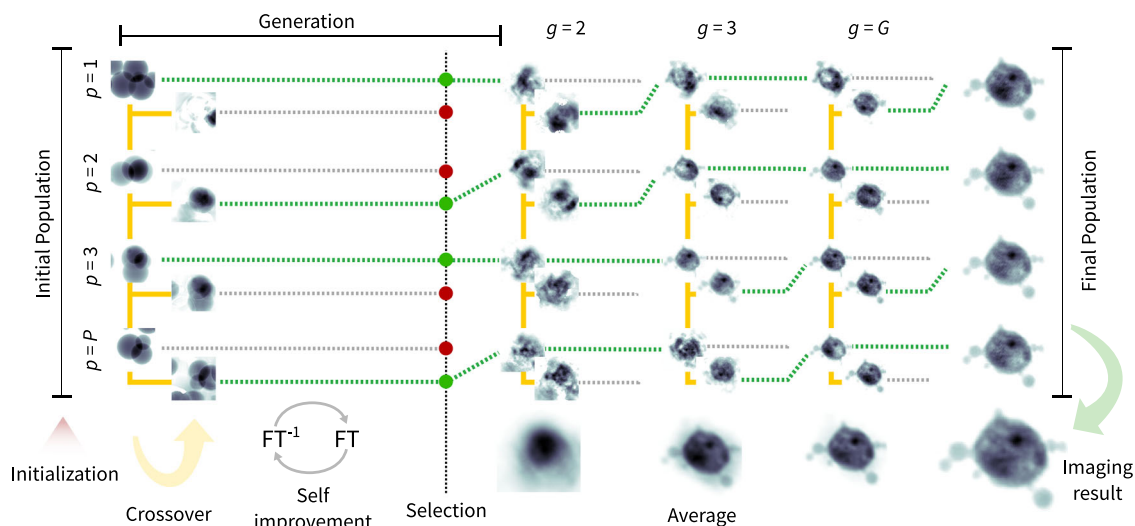 Generation
g = 2
g = 3
g = G
Initial Population
p = 1
p = 2
p = 3
p = P
Final Population
Initialization
Crossover
FT-1
FT
Self
improvement
Selection
Average
Imaging
result